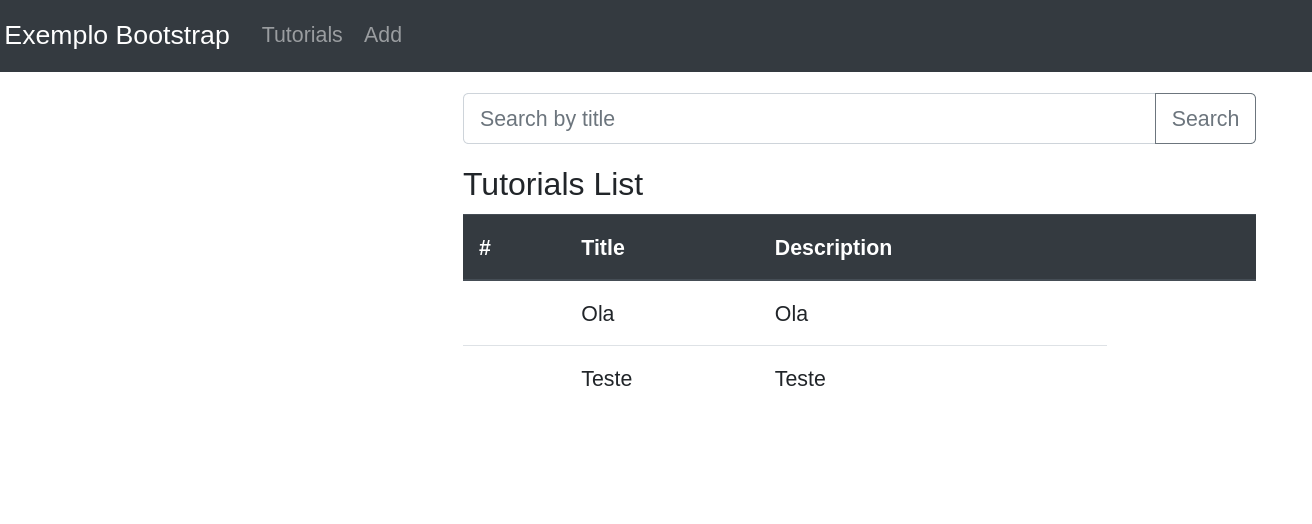 Exemplo Bootstrap Tutorials Add
Search by title Search
Tutorials List
# Title Description
Ola Ola
Teste Teste